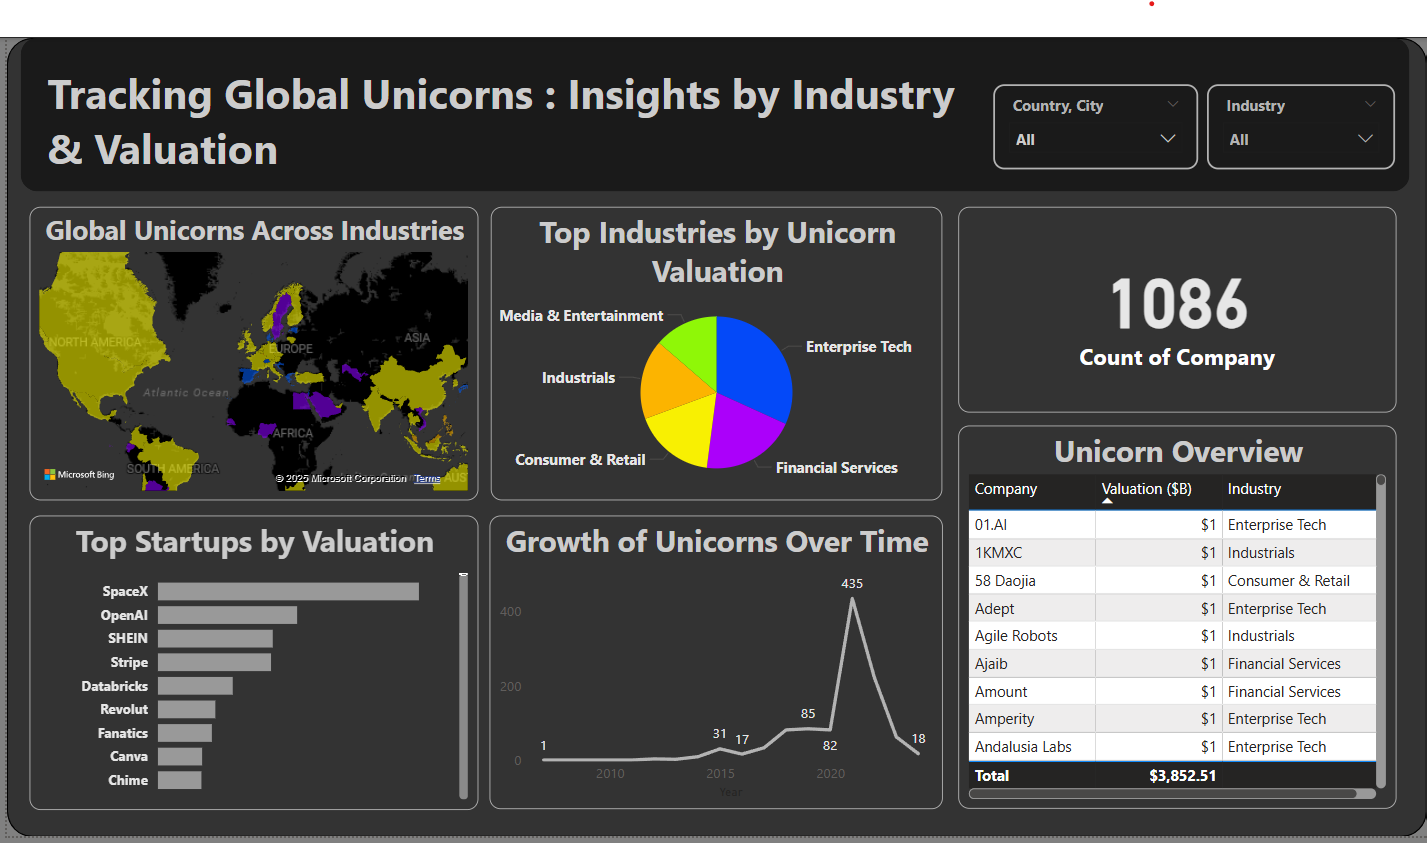 Tracking Global Unicorns : Insights by Industry
& Valuation
Country, City
All
Industry
All
Global Unicorns Across Industries
NORTH AMERICA
EUROPE
ASIA
Atlantic Ocean
AFRICA
SOUTH AMERICA
AUS
Microsoft Bing
© 2025 Microsoft Corporation Terms
Top Industries by Unicorn
Valuation
Media & Entertainment
Enterprise Tech
Industrials
Consumer & Retail
Financial Services
1086
Count of Company
Top Startups by Valuation
SpaceX
OpenAI
SHEIN
Stripe
Databricks
Revolut
Fanatics
Canva
Chime
Growth of Unicorns Over Time
435
400
200
85
31
17
82
18
1
0
2010
2015
2020
Year
Unicorn Overview
Company Valuation ($B) Industry
01.AI $1 Enterprise Tech
1KMXC $1 Industrials
58 Daojia $1 Consumer & Retail
Adept $1 Enterprise Tech
Agile Robots $1 Industrials
Ajaib $1 Financial Services
Amount $1 Financial Services
Amperity $1 Enterprise Tech
Andalusia Labs $1 Enterprise Tech
Total $3,852.51